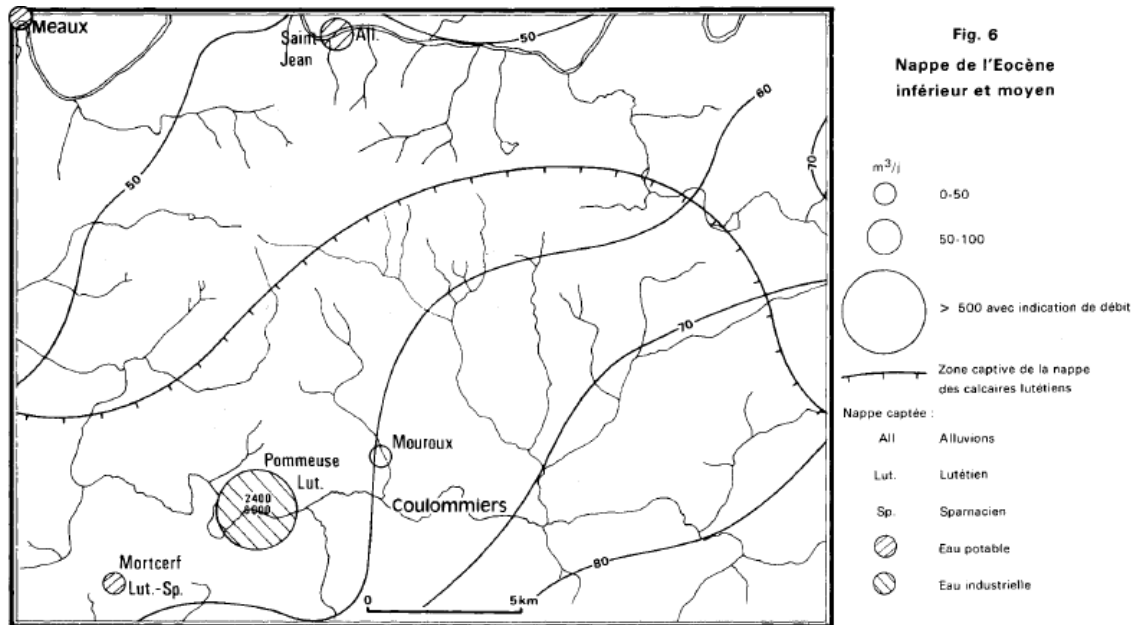 Meaux
Saint
Jean
All.
50
50
60
70
70
80
Mouroux
Pommeuse
Lut.
2400
6000
Coulommiers
Mortcerf
Lut.-Sp.
0
5km
Fig. 6
Nappe de l'Eocène
inférieur et moyen
m³/j
0-50
50-100
> 500 avec indication de débit
Zone captive de la nappe
des calcaires lutétiens
Nappe captée :
All Alluvions
Lut. Lutétien
Sp. Sparnacien
Eau potable
Eau industrielle